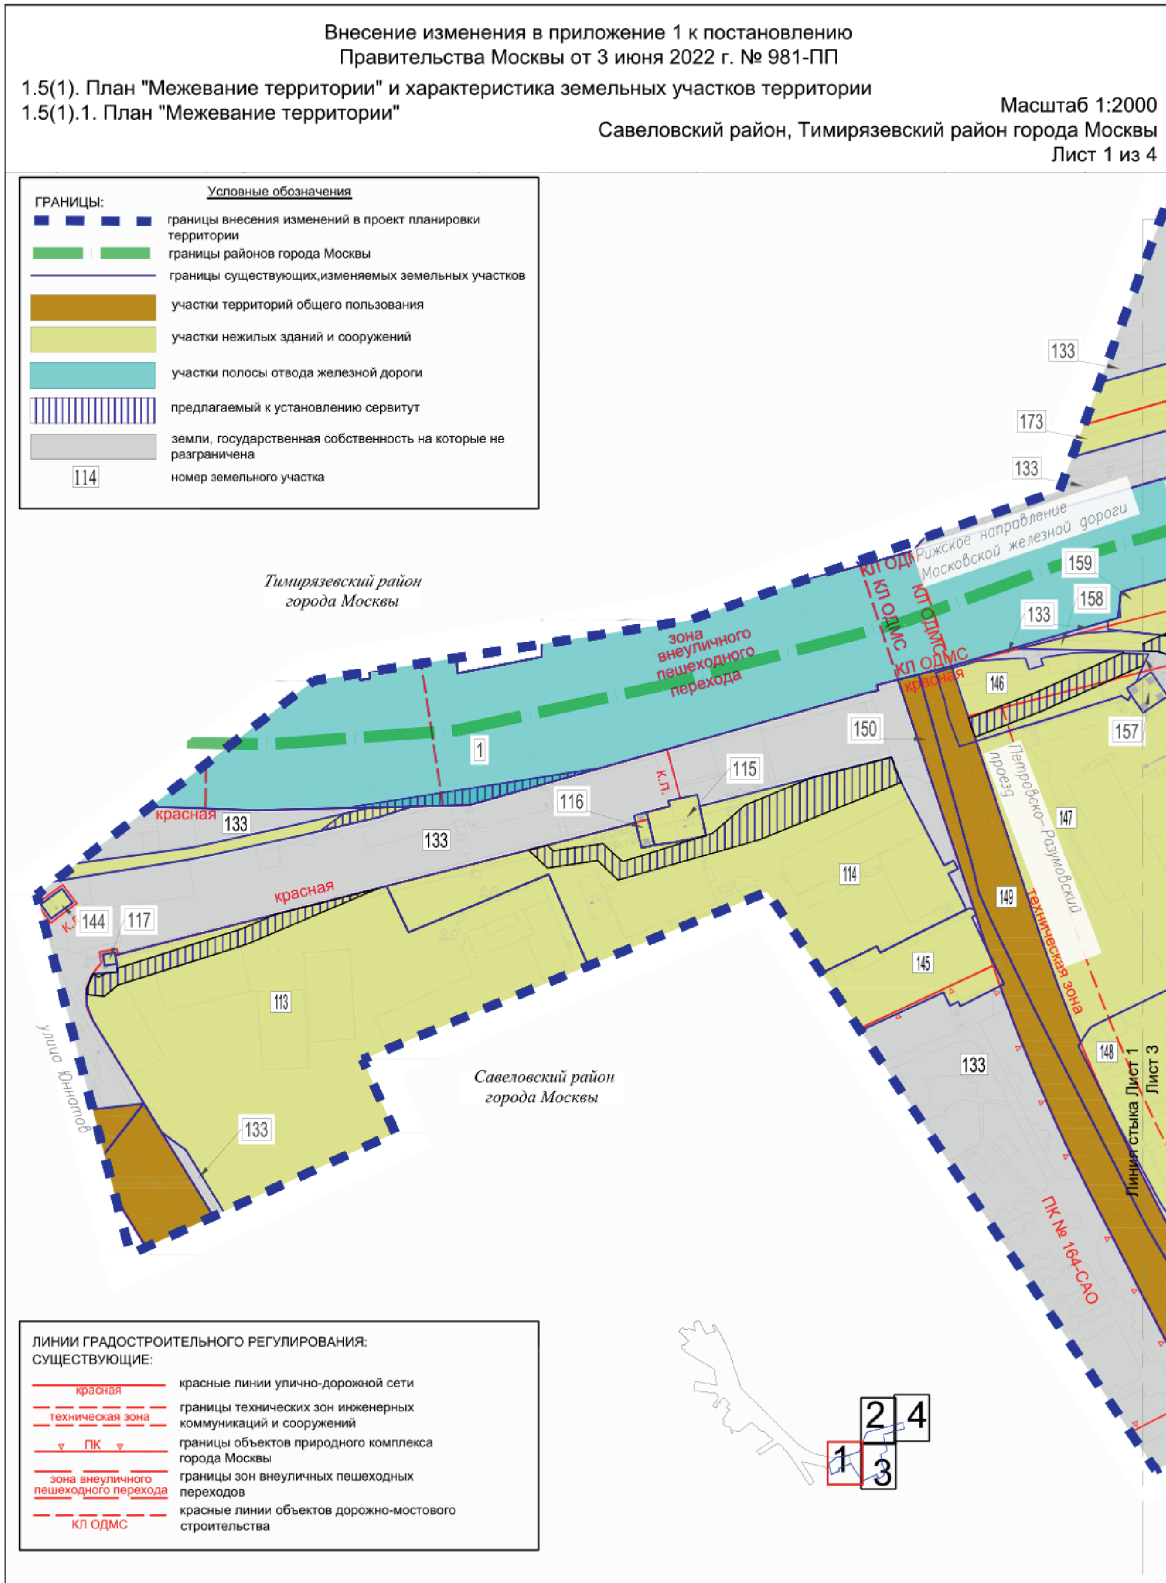 Внесение изменения в приложение 1 к постановлению
Правительства Москвы от 3 июня 2022 г. № 981-ПП
1.5(1). План "Межевание территории" и характеристика земельных участков территории
1.5(1).1. План "Межевание территории"
Масштаб 1:2000
Савеловский район, Тимирязевский район города Москвы
Лист 1 из 4
Условные обозначения
ГРАНИЦЫ:
границы внесения изменений в проект планировки
территории
границы районов города Москвы
границы существующих,изменяемых земельных участков
участки территорий общего пользования
участки нежилых зданий и сооружений
участки полосы отвода железной дороги
предлагаемый к установлению сервитут
земли, государственная собственность на которые не
разграничена
114
номер земельного участка
133
173
133
Рижское направление
Московской железной дороги
159
158
133
КЛ ОДМС
КЛ ОДМС
КЛ ОДМС
красная
Тимирязевский район
города Москвы
зона
внеуличного
пешеходного
перехода
146
157
150
1
115
к.л.
116
красная
133
133
Петровско-Разумовский
проезд
147
114
149
техническая зона
красная
144
117
к.л.
145
113
улица Юннатов
148
133
Линия стыка Лист 1
Лист 3
Савеловский район
города Москвы
133
ПК № 164-САО
ЛИНИИ ГРАДОСТРОИТЕЛЬНОГО РЕГУЛИРОВАНИЯ:
СУЩЕСТВУЮЩИЕ:
красная
красные линии улично-дорожной сети
техническая зона
границы технических зон инженерных
коммуникаций и сооружений
ПК
границы объектов природного комплекса
города Москвы
зона внеуличного
пешеходного перехода
границы зон внеуличных пешеходных
переходов
КЛ ОДМС
красные линии объектов дорожно-мостового
строительства
2
4
1
3